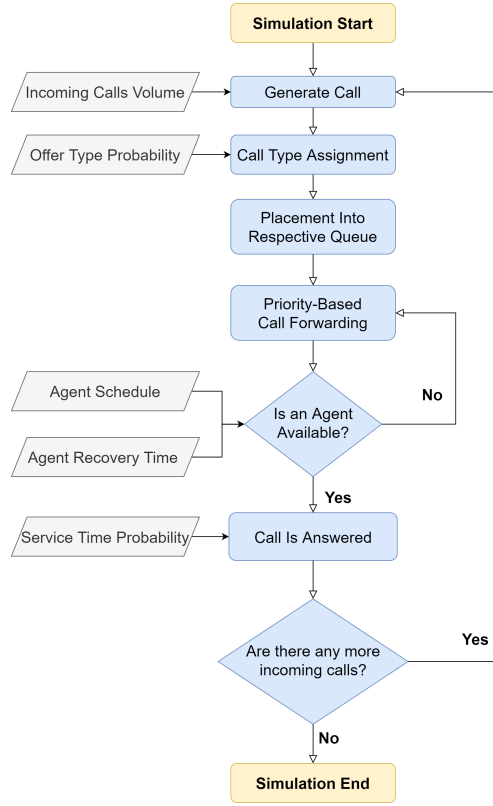 Simulation Start
Incoming Calls Volume
Generate Call
Offer Type Probability
Call Type Assignment
Placement Into
Respective Queue
Priority-Based
Call Forwarding
Agent Schedule
Is an Agent
Available?
No
Agent Recovery Time
Yes
Service Time Probability
Call Is Answered
Are there any more
incoming calls?
Yes
No
Simulation End